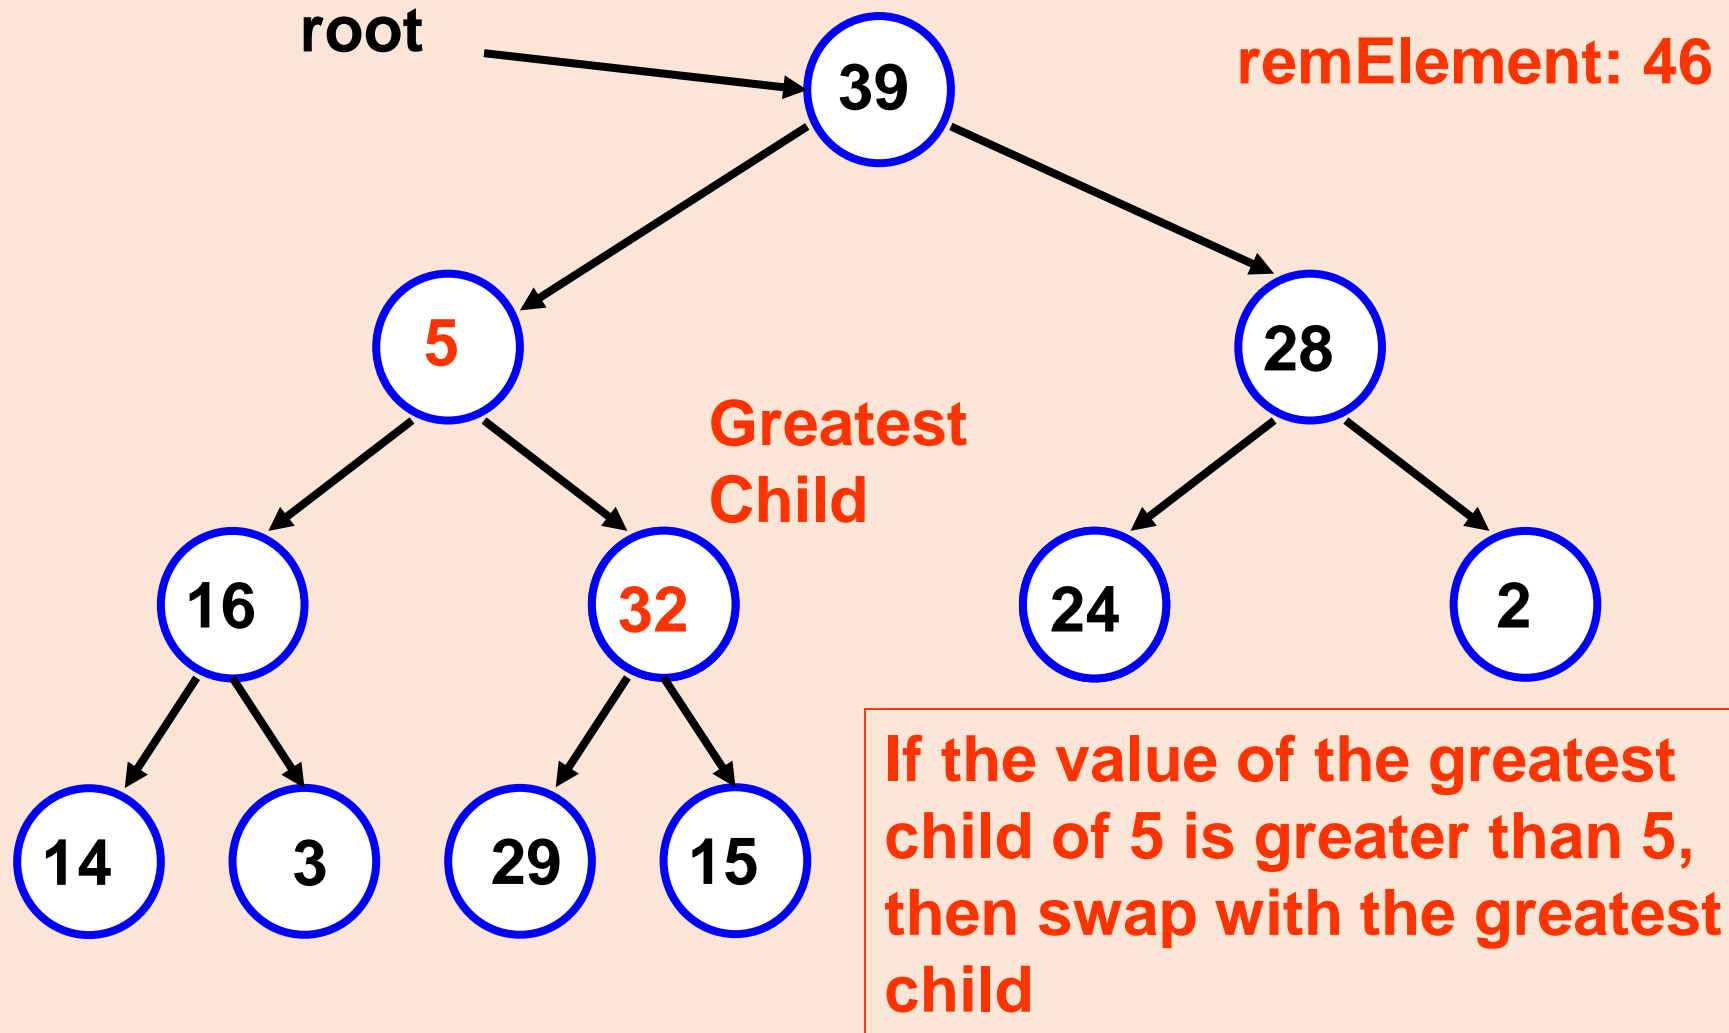 root
39
remElement: 46
5
28
Greatest
Child
16
32
24
2
14
3
29
15
If the value of the greatest
child of 5 is greater than 5,
then swap with the greatest
child